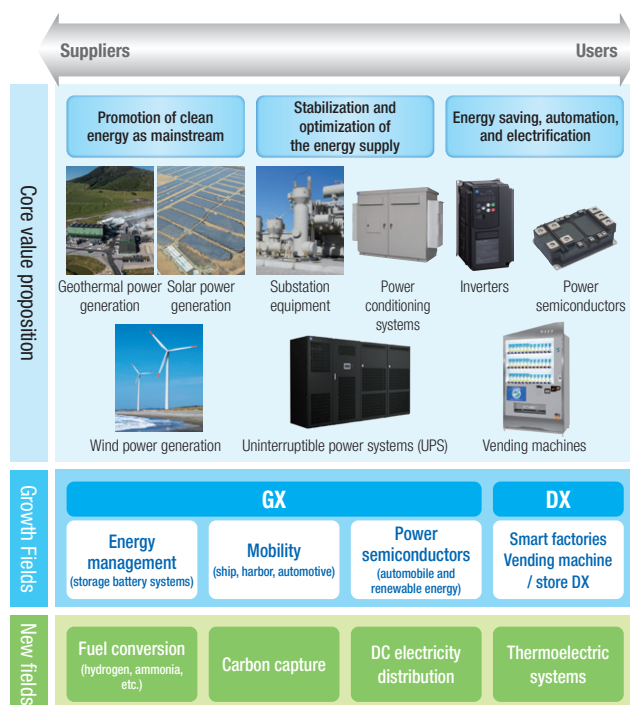 Suppliers
Users
Core value proposition
Promotion of clean
energy as mainstream
Stabilization and
optimization of
the energy supply
Energy saving, automation,
and electrification
Geothermal power
generation
Solar power
generation
Substation
equipment
Power
conditioning
systems
Inverters
Power
semiconductors
Wind power generation
Uninterruptible power systems (UPS)
Vending machines
Growth Fields
GX
DX
Energy
management
(storage battery systems)
Mobility
(ship, harbor, automotive)
Power
semiconductors
(automobile and
renewable energy)
Smart factories
Vending machine
/ store DX
New fields
Fuel conversion
(hydrogen, ammonia,
etc.)
Carbon capture
DC electricity
distribution
Thermoelectric
systems